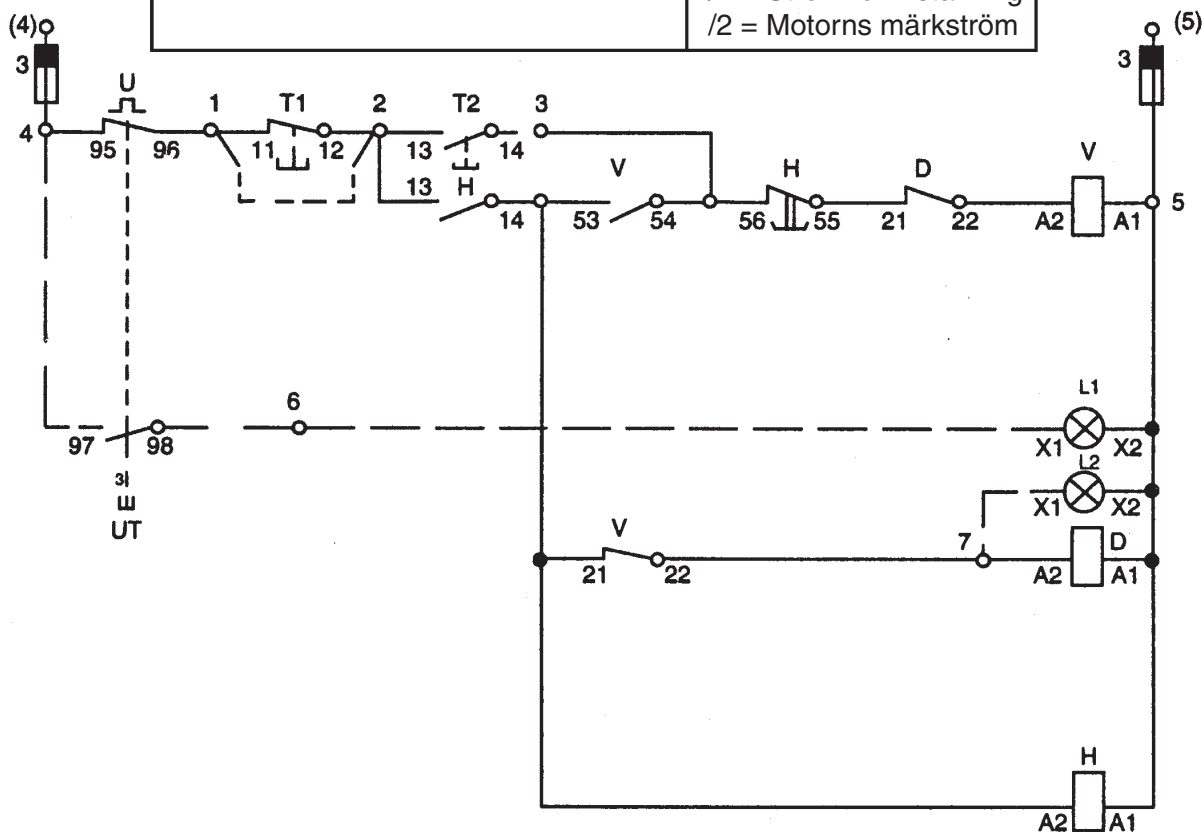 /2 = Motorns märkström
(4) (5)
3 3
U 1 T1 2 T2 3
4 95 96 11 12 13 14 V
13 H V H D
14 53 54 56 55 21 22 A2 A1 5
6 L1
97 98 X1 X2
L2
3 X1 X2
UT V 7 D
21 22 A2 A1
H
A2 A1